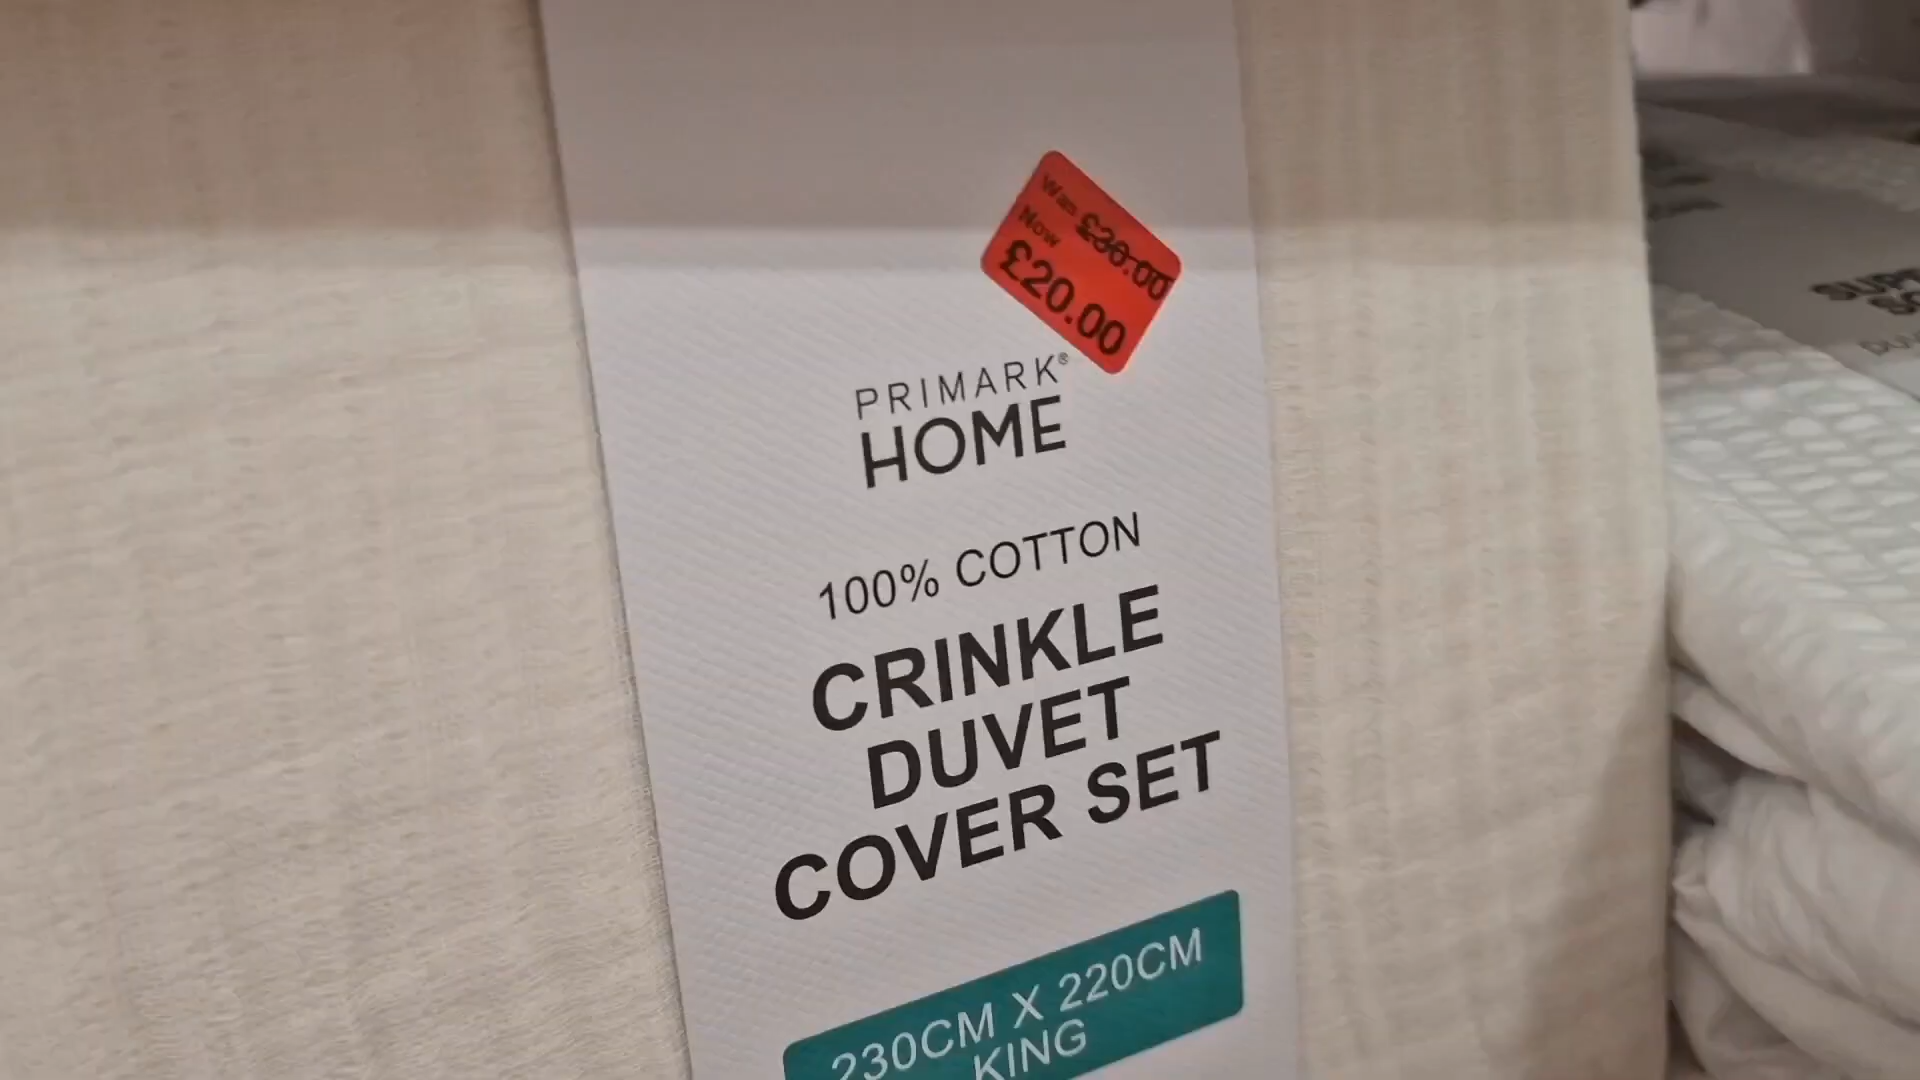 Was £30.00
Now
£20.00
PRIMARK®
HOME
100% COTTON
CRINKLE
DUVET
COVER SET
230CM X 220CM
KING